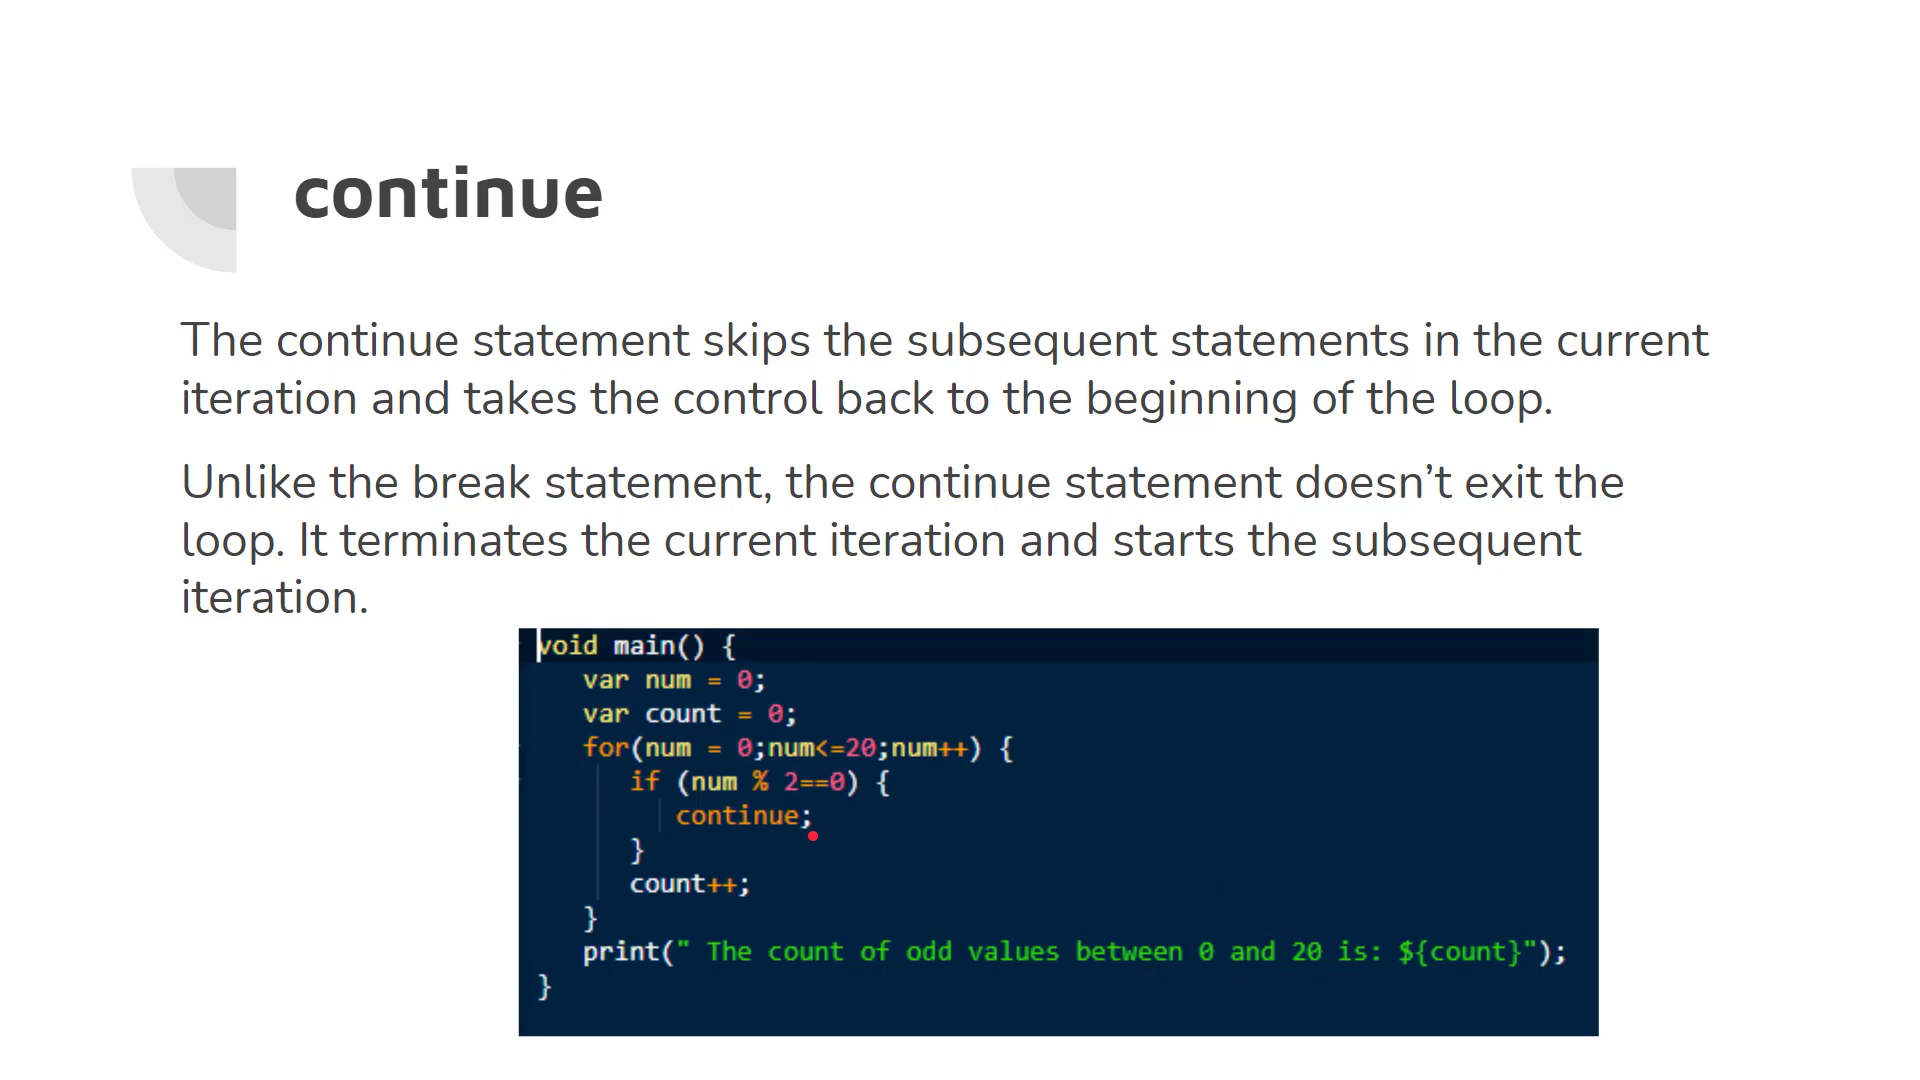 continue
The continue statement skips the subsequent statements in the current
iteration and takes the control back to the beginning of the loop.
Unlike the break statement, the continue statement doesn’t exit the
loop. It terminates the current iteration and starts the subsequent
iteration.
void main() {
var num = 0;
var count = 0;
for(num = 0;num<=20;num++) {
if (num % 2==0) {
continue;
}
count++;
}
print(" The count of odd values between 0 and 20 is: ${count}");
}